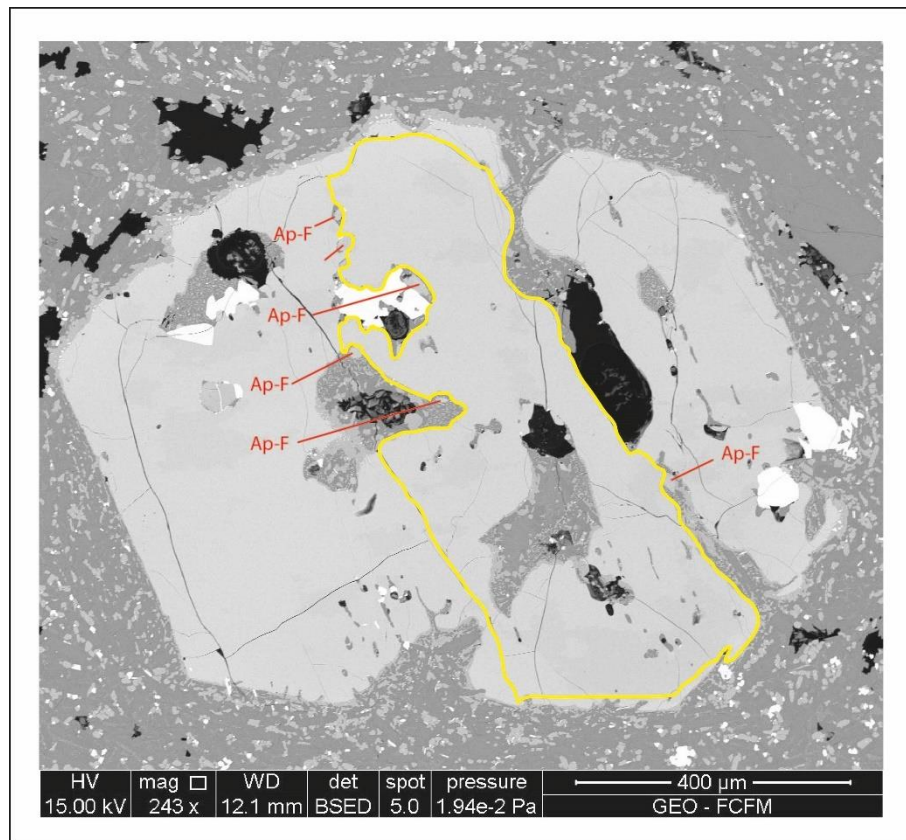 Ap-F
Ap-F
Ap-F
Ap-F
Ap-F
HV mag WD det spot pressure 400 µm
15.00 kV 243 x 12.1 mm BSED 5.0 1.94e-2 Pa GEO - FCFM